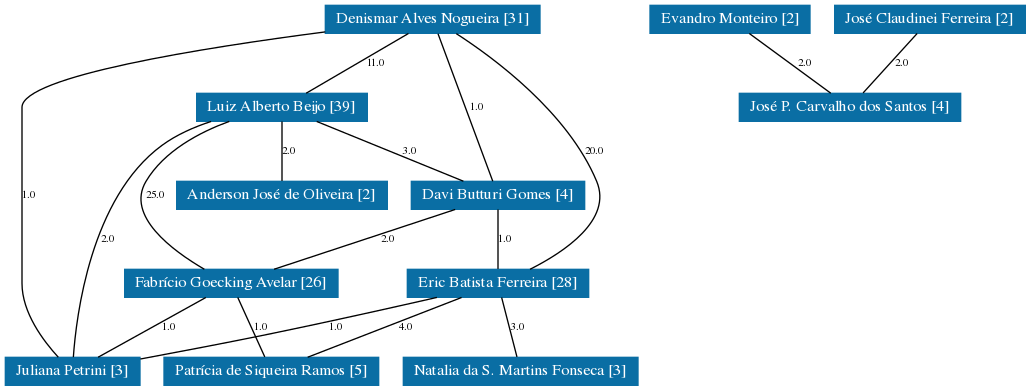 Denismar Alves Nogueira [31]
Evandro Monteiro [2]
José Claudinei Ferreira [2]
11.0
2.0
2.0
Luiz Alberto Beijo [39]
1.0
José P. Carvalho dos Santos [4]
2.0
3.0
20.0
1.0
25.0
Anderson José de Oliveira [2]
Davi Butturi Gomes [4]
2.0
2.0
1.0
Fabrício Goecking Avelar [26]
Eric Batista Ferreira [28]
1.0
1.0
1.0
4.0
3.0
Juliana Petrini [3]
Patrícia de Siqueira Ramos [5]
Natalia da S. Martins Fonseca [3]